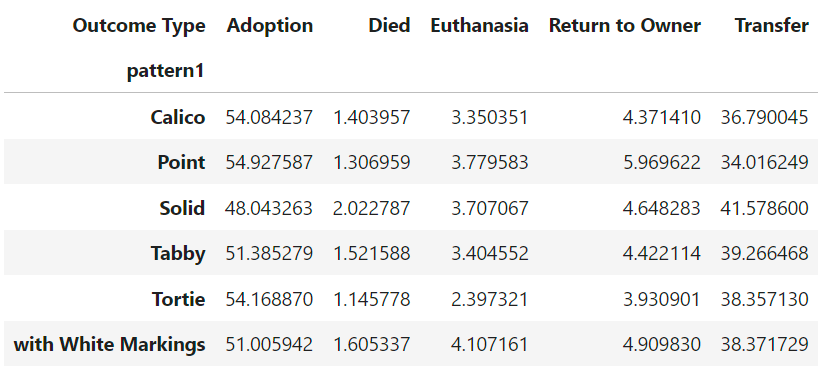 Outcome Type Adoption Died Euthanasia Return to Owner Transfer
pattern1
Calico 54.084237 1.403957 3.350351 4.371410 36.790045
Point 54.927587 1.306959 3.779583 5.969622 34.016249
Solid 48.043263 2.022787 3.707067 4.648283 41.578600
Tabby 51.385279 1.521588 3.404552 4.422114 39.266468
Tortie 54.168870 1.145778 2.397321 3.930901 38.357130
with White Markings 51.005942 1.605337 4.107161 4.909830 38.371729